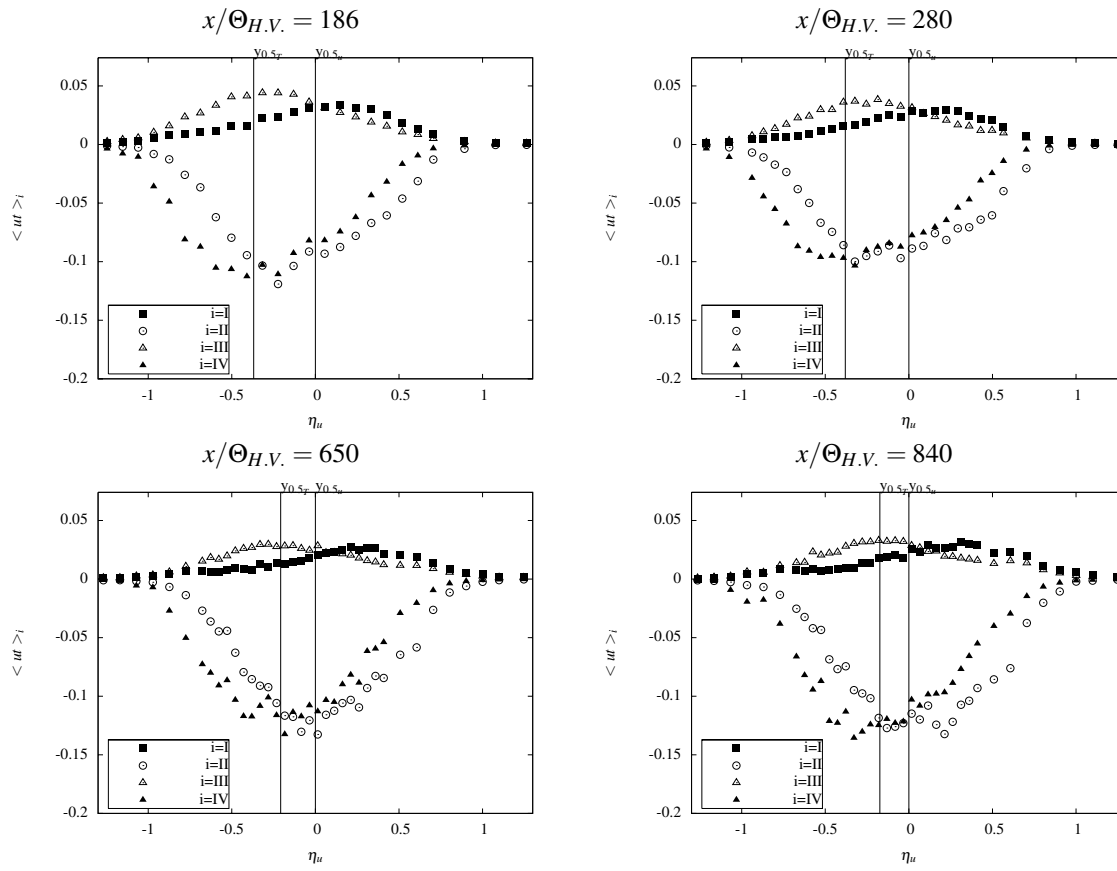 x/Θ_{H.V.} = 186
y_{0.5_T} y_{0.5_u}
0.05
0
-0.05
-0.1
-0.15
-0.2
< ut >_i
i=I
i=II
i=III
i=IV
-1 -0.5 0 0.5 1
η_u
x/Θ_{H.V.} = 280
y_{0.5_T} y_{0.5_u}
0.05
0
-0.05
-0.1
-0.15
-0.2
< ut >_i
i=I
i=II
i=III
i=IV
-1 -0.5 0 0.5 1
η_u
x/Θ_{H.V.} = 650
y_{0.5_T} y_{0.5_u}
0.05
0
-0.05
-0.1
-0.15
-0.2
< ut >_i
i=I
i=II
i=III
i=IV
-1 -0.5 0 0.5 1
η_u
x/Θ_{H.V.} = 840
y_{0.5_T} y_{0.5_u}
0.05
0
-0.05
-0.1
-0.15
-0.2
< ut >_i
i=I
i=II
i=III
i=IV
-1 -0.5 0 0.5 1
η_u